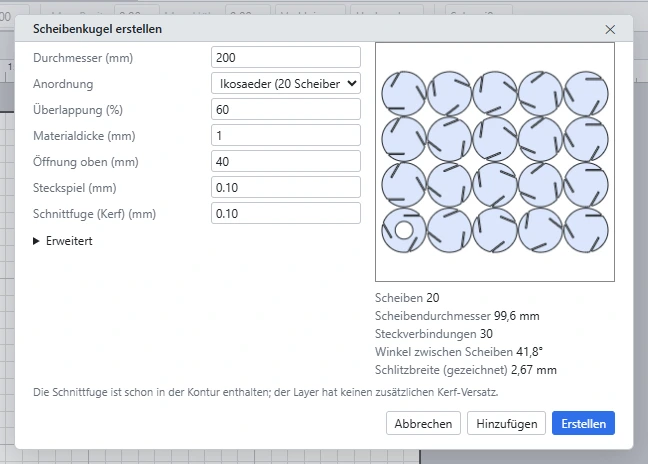 Scheibenkugel erstellen
Durchmesser (mm) 200
Anordnung Ikosaeder (20 Scheiber
Überlappung (%) 60
Materialdicke (mm) 1
Öffnung oben (mm) 40
Steckspiel (mm) 0.10
Schnittfuge (Kerf) (mm) 0.10
Erweitert
Scheiben 20
Scheibendurchmesser 99,6 mm
Steckverbindungen 30
Winkel zwischen Scheiben 41,8°
Schlitzbreite (gezeichnet) 2,67 mm
Die Schnittfuge ist schon in der Kontur enthalten; der Layer hat keinen zusätzlichen Kerf-Versatz.
Abbrechen Hinzufügen Erstellen